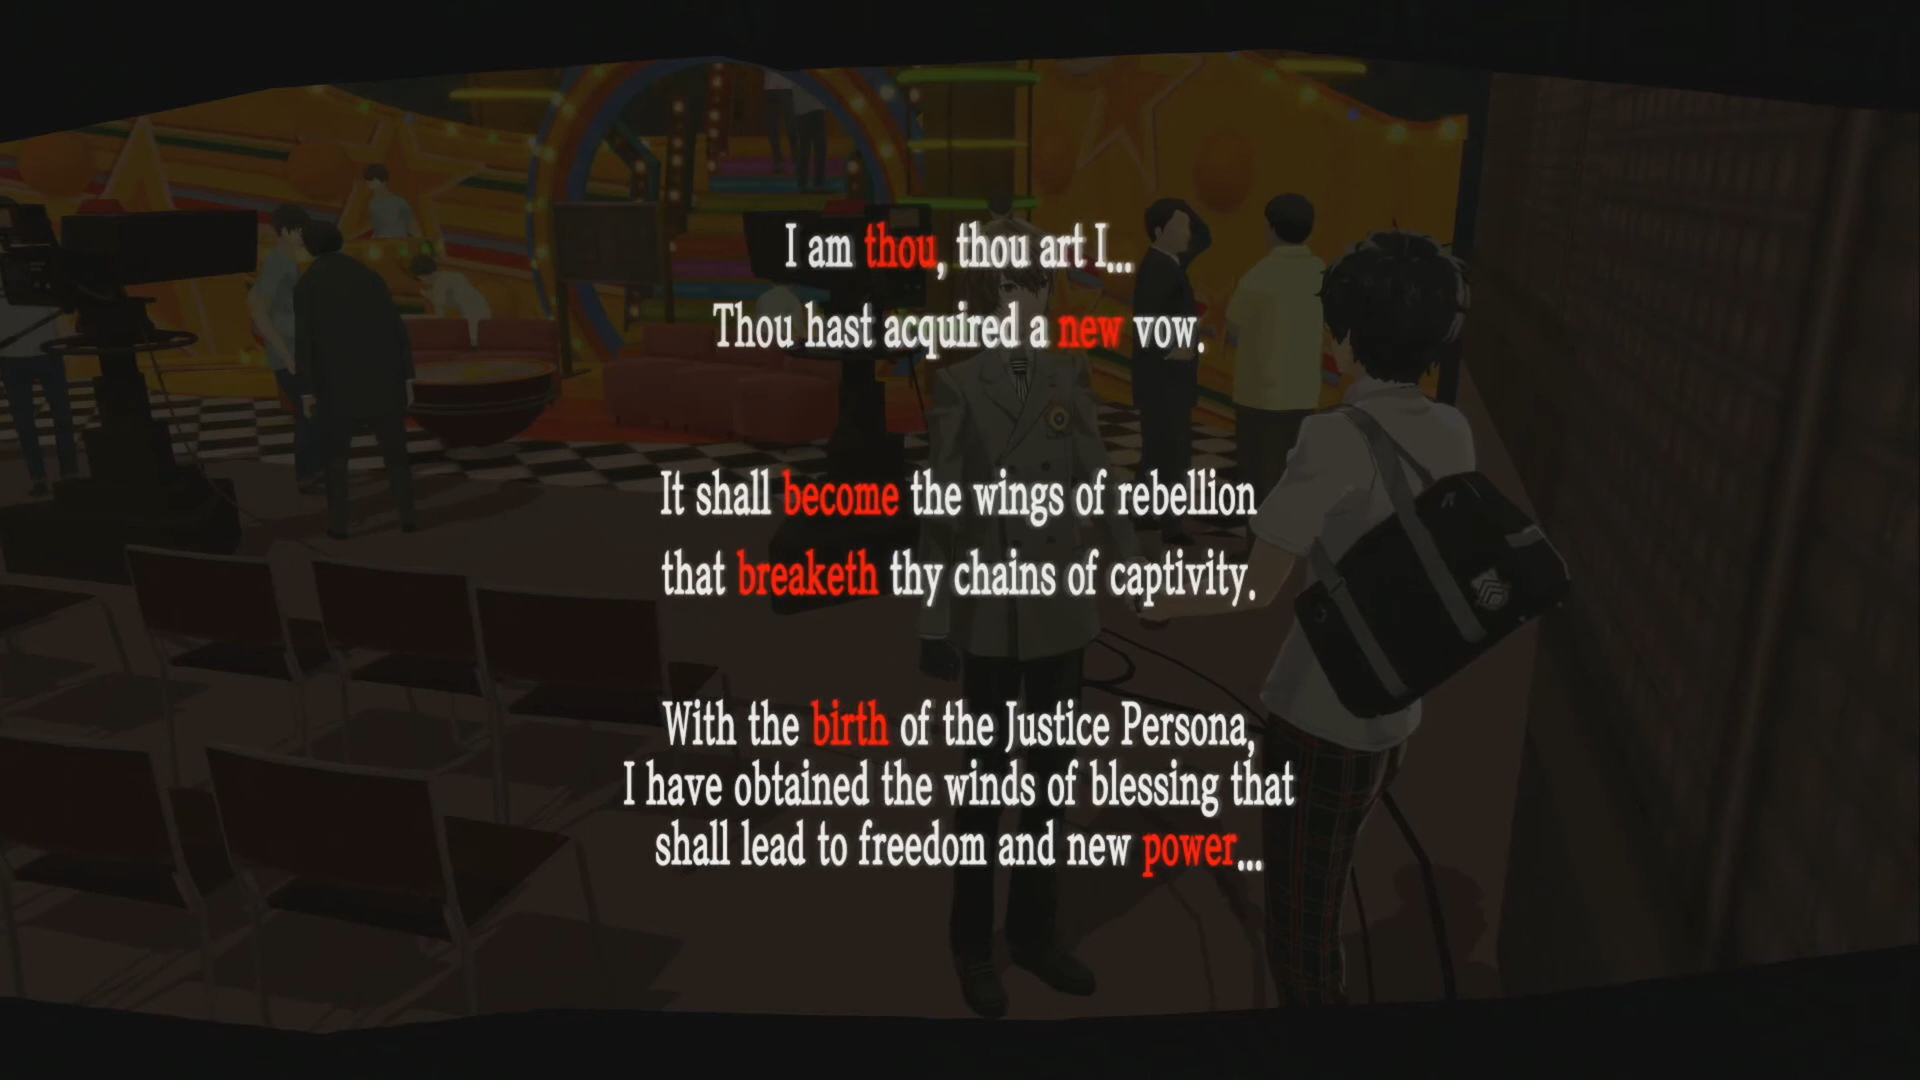 I am thou, thou art I...
Thou hast acquired a new vow.
It shall become the wings of rebellion
that breaketh thy chains of captivity.
With the birth of the Justice Persona,
I have obtained the winds of blessing that
shall lead to freedom and new power...